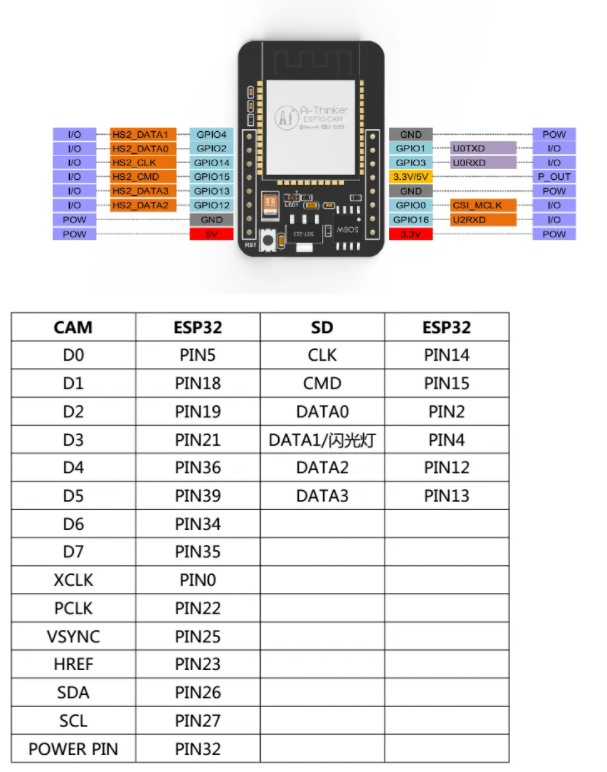 Ai-Thinker
ESP32-CAM
I/O HS2_DATA1 GPIO4 GND POW
I/O HS2_DATA0 GPIO2 GPIO1 U0TXD I/O
I/O HS2_CLK GPIO14 GPIO3 U0RXD I/O
I/O HS2_CMD GPIO15 3.3V/5V P_OUT
I/O HS2_DATA3 GPIO13 GND POW
I/O HS2_DATA2 GPIO12 GPIO0 CSI_MCLK I/O
POW GND GPIO16 U2RXD I/O
POW 5V 3.3V POW
RST
CAM ESP32 SD ESP32
D0 PIN5 CLK PIN14
D1 PIN18 CMD PIN15
D2 PIN19 DATA0 PIN2
D3 PIN21 DATA1/闪光灯 PIN4
D4 PIN36 DATA2 PIN12
D5 PIN39 DATA3 PIN13
D6 PIN34
D7 PIN35
XCLK PIN0
PCLK PIN22
VSYNC PIN25
HREF PIN23
SDA PIN26
SCL PIN27
POWER PIN PIN32